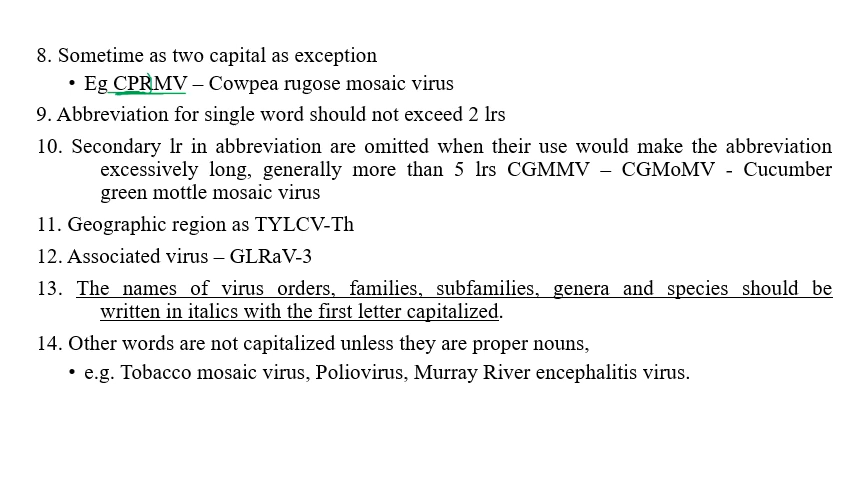 8. Sometime as two capital as exception
• Eg CPRMV – Cowpea rugose mosaic virus
9. Abbreviation for single word should not exceed 2 lrs
10. Secondary lr in abbreviation are omitted when their use would make the abbreviation
excessively long, generally more than 5 lrs CGMMV – CGMoMV - Cucumber
green mottle mosaic virus
11. Geographic region as TYLCV-Th
12. Associated virus – GLRaV-3
13. The names of virus orders, families, subfamilies, genera and species should be
written in italics with the first letter capitalized.
14. Other words are not capitalized unless they are proper nouns,
• e.g. Tobacco mosaic virus, Poliovirus, Murray River encephalitis virus.